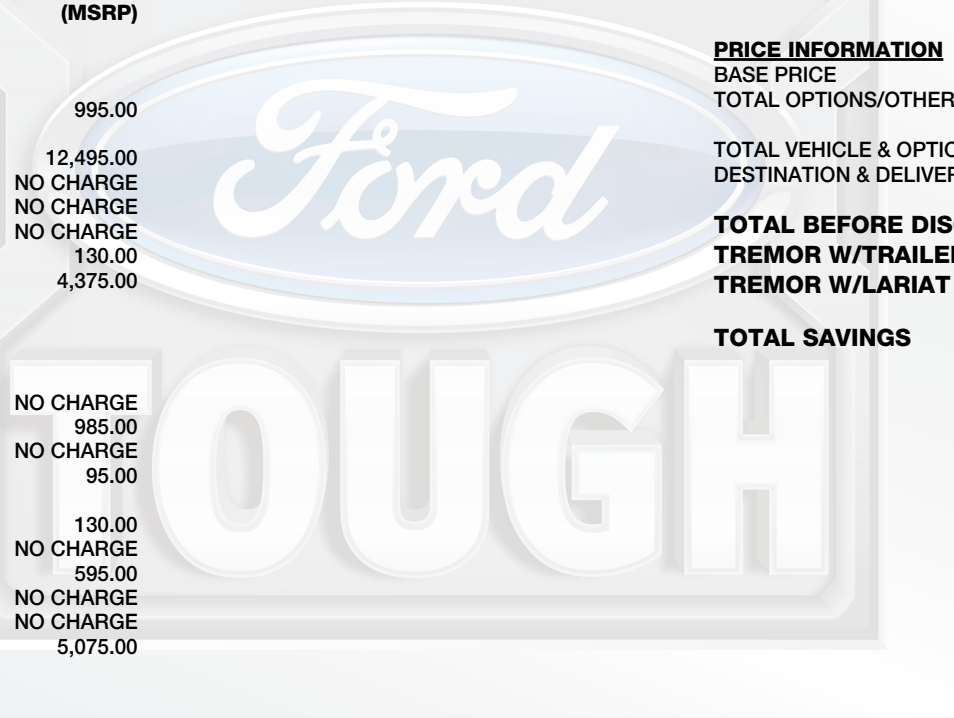 (MSRP)
995.00
12,495.00
NO CHARGE
NO CHARGE
NO CHARGE
130.00
4,375.00
NO CHARGE
985.00
NO CHARGE
95.00
130.00
NO CHARGE
595.00
NO CHARGE
NO CHARGE
5,075.00
PRICE INFORMATION
BASE PRICE
TOTAL OPTIONS/OTHER
TOTAL VEHICLE & OPTIO
DESTINATION & DELIVER
TOTAL BEFORE DIS
TREMOR W/TRAILE
TREMOR W/LARIAT
TOTAL SAVINGS
Ford
TOUGH